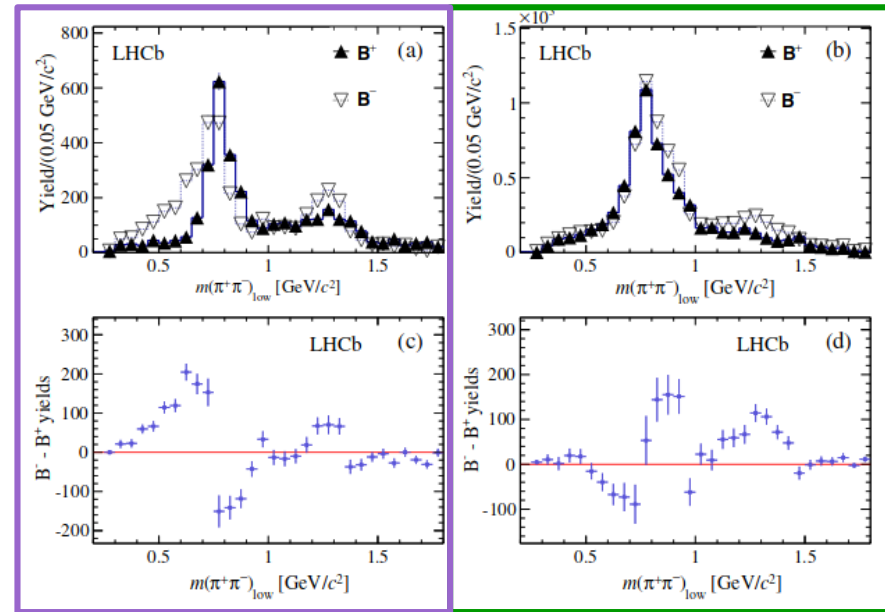 LHCb
(a)
B⁺
B⁻
Yield/(0.05 GeV/c²)
800
600
400
200
0
0.5
1
1.5
m(π⁺π⁻)low [GeV/c²]
1.5 ×10³
LHCb
(b)
B⁺
B⁻
Yield/(0.05 GeV/c²)
1
0.5
0
0.5
1
1.5
m(π⁺π⁻)low [GeV/c²]
LHCb
(c)
B⁻ - B⁺ yields
300
200
100
0
-100
-200
0.5
1
1.5
m(π⁺π⁻)low [GeV/c²]
LHCb
(d)
B⁻ - B⁺ yields
300
200
100
0
-100
0.5
1
1.5
m(π⁺π⁻)low [GeV/c²]